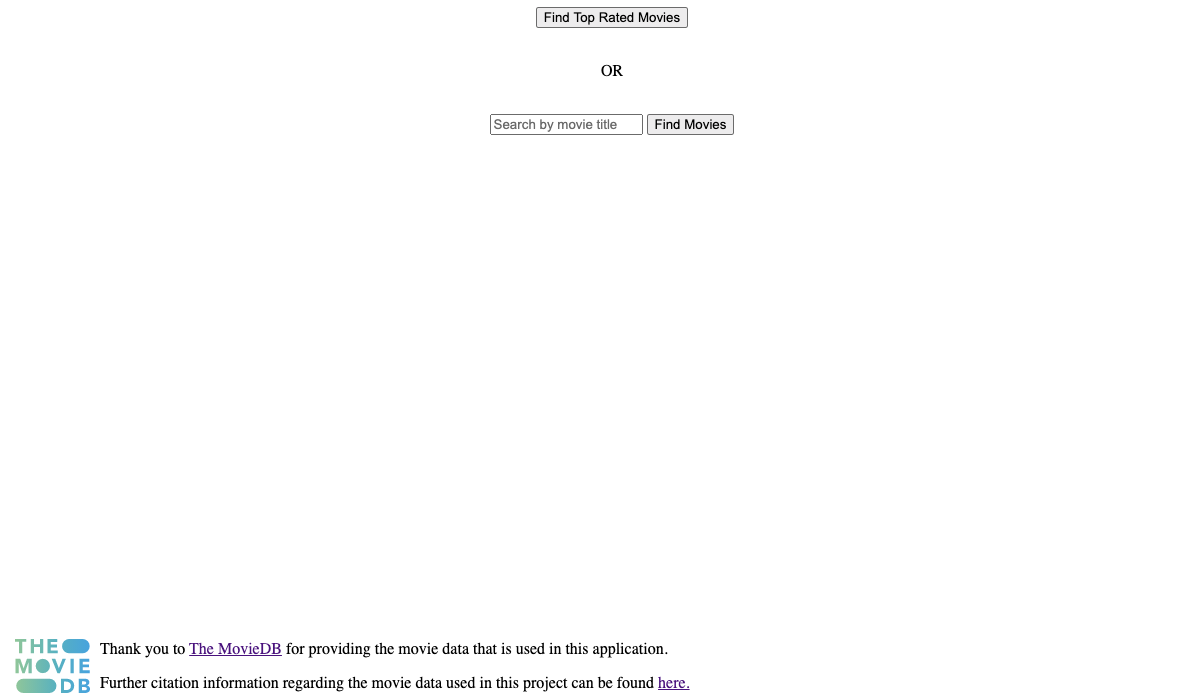 Find Top Rated Movies
OR
Search by movie title Find Movies
THE
MOVIE
DB
Thank you to The MovieDB for providing the movie data that is used in this application.
Further citation information regarding the movie data used in this project can be found here.